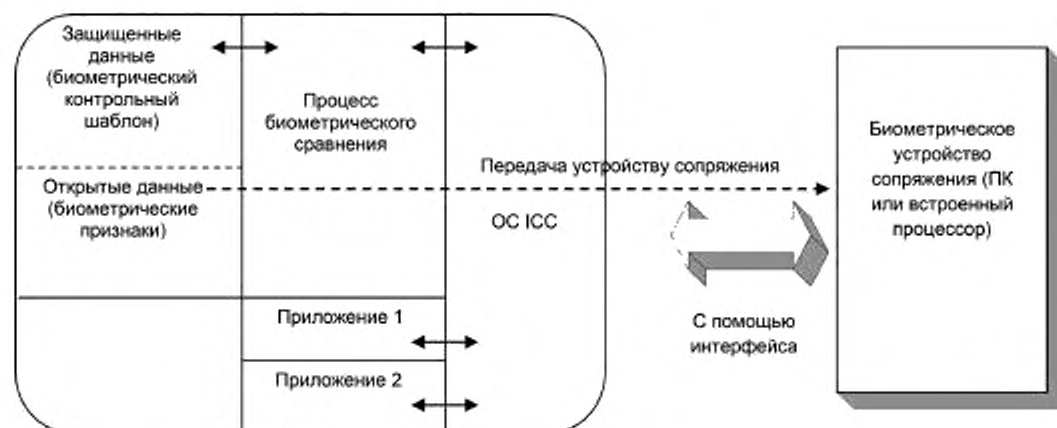 Защищенные
данные
(биометрический
контрольный
шаблон)
Открытые данные
(биометрические
признаки)
Процесс
биометрического
сравнения
Приложение 1
Приложение 2
Передача устройству сопряжения
ОС ICC
С помощью
интерфейса
Биометрическое
устройство
сопряжения (ПК
или встроенный
процессор)